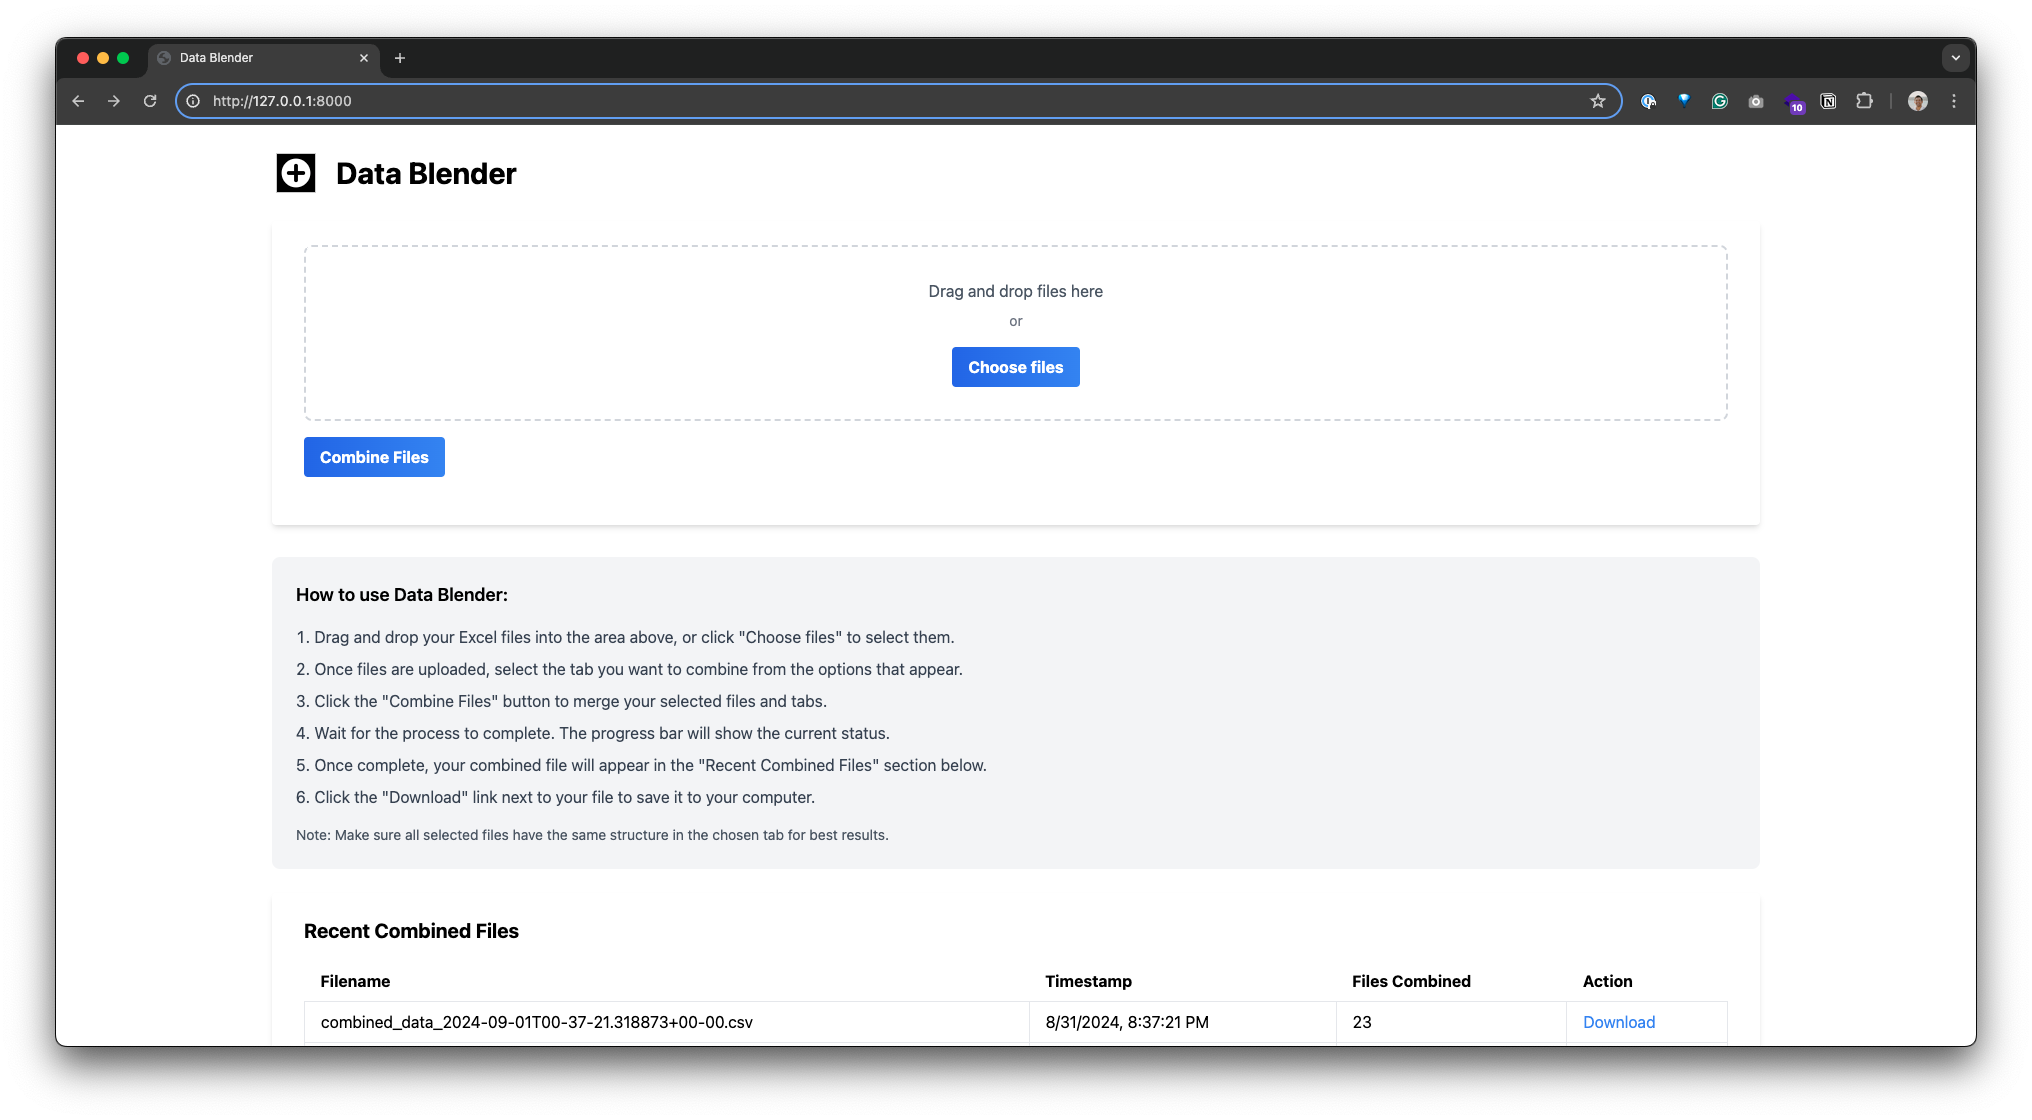 Data Blender
http://127.0.0.1:8000
10
Data Blender
Drag and drop files here
or
Choose files
Combine Files
How to use Data Blender:
1. Drag and drop your Excel files into the area above, or click "Choose files" to select them.
2. Once files are uploaded, select the tab you want to combine from the options that appear.
3. Click the "Combine Files" button to merge your selected files and tabs.
4. Wait for the process to complete. The progress bar will show the current status.
5. Once complete, your combined file will appear in the "Recent Combined Files" section below.
6. Click the "Download" link next to your file to save it to your computer.
Note: Make sure all selected files have the same structure in the chosen tab for best results.
Recent Combined Files
Filename Timestamp Files Combined Action
combined_data_2024-09-01T00-37-21.318873+00-00.csv 8/31/2024, 8:37:21 PM 23 Download